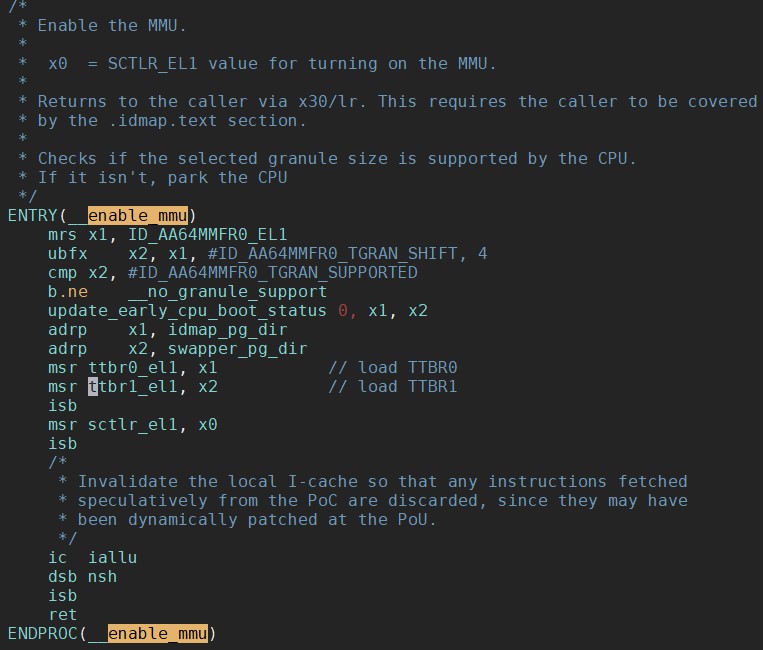 /*
 * Enable the MMU.
 *
 *  x0  = SCTLR_EL1 value for turning on the MMU.
 *
 * Returns to the caller via x30/lr. This requires the caller to be covered
 * by the .idmap.text section.
 *
 * Checks if the selected granule size is supported by the CPU.
 * If it isn't, park the CPU
 */
ENTRY(__enable_mmu)
    mrs x1, ID_AA64MMFR0_EL1
    ubfx    x2, x1, #ID_AA64MMFR0_TGRAN_SHIFT, 4
    cmp x2, #ID_AA64MMFR0_TGRAN_SUPPORTED
    b.ne    __no_granule_support
    update_early_cpu_boot_status 0, x1, x2
    adrp    x1, idmap_pg_dir
    adrp    x2, swapper_pg_dir
    msr ttbr0_el1, x1           // load TTBR0
    msr ttbr1_el1, x2           // load TTBR1
    isb
    msr sctlr_el1, x0
    isb
    /*
     * Invalidate the local I-cache so that any instructions fetched
     * speculatively from the PoC are discarded, since they may have
     * been dynamically patched at the PoU.
     */
    ic  iallu
    dsb nsh
    isb
    ret
ENDPROC(__enable_mmu)